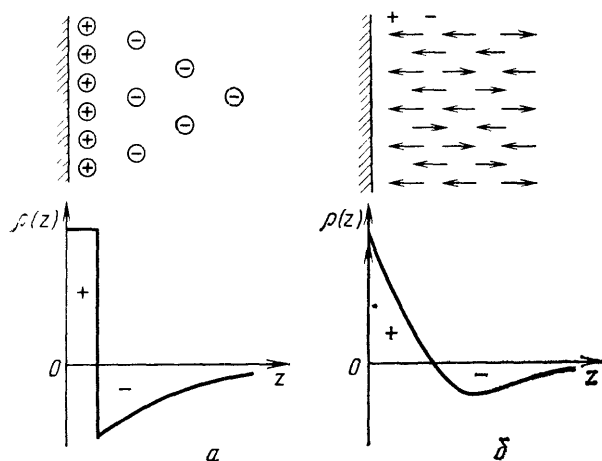 + −
+ − − −
+ −
+ −
+ − −
+ −
+
ρ(z) ρ(z)
+ +
0 − z 0 − z
а б